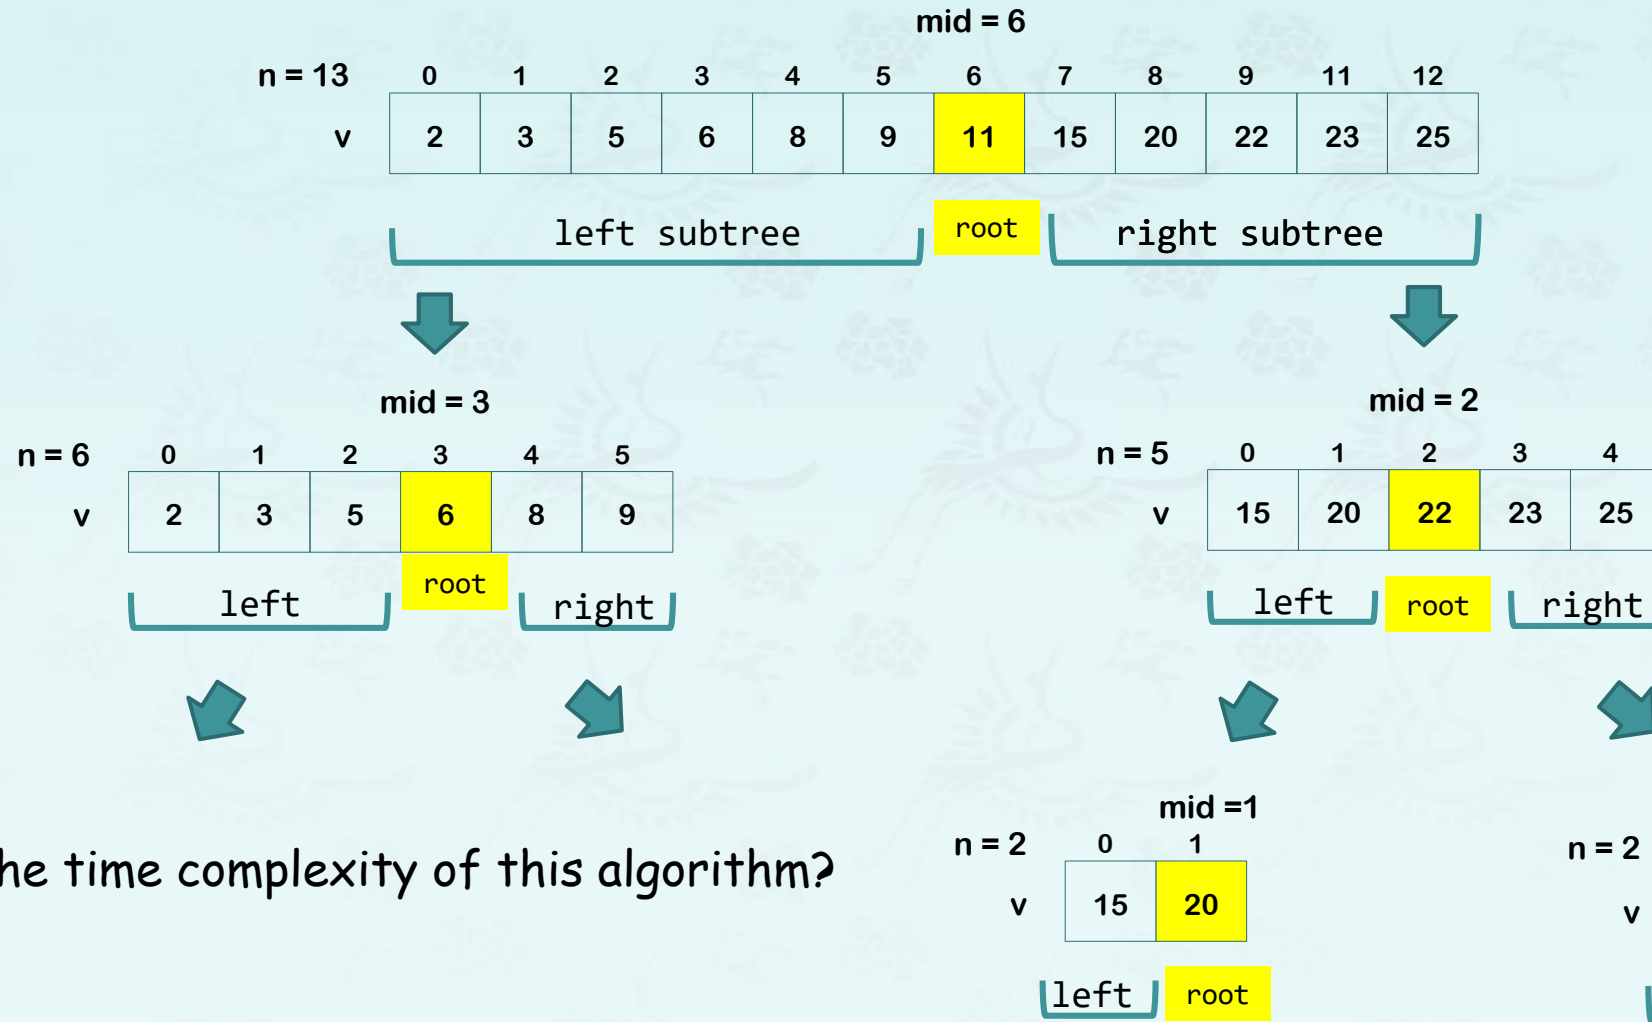 mid = 6
n = 13 0 1 2 3 4 5 6 7 8 9 11 12
v 2 3 5 6 8 9 11 15 20 22 23 25
left subtree root right subtree
mid = 3 mid = 2
n = 6 0 1 2 3 4 5 n = 5 0 1 2 3 4
v 2 3 5 6 8 9 v 15 20 22 23 25
left root right left root right
mid =1
n = 2 0 1 n = 2
he time complexity of this algorithm?
v 15 20 v
left root